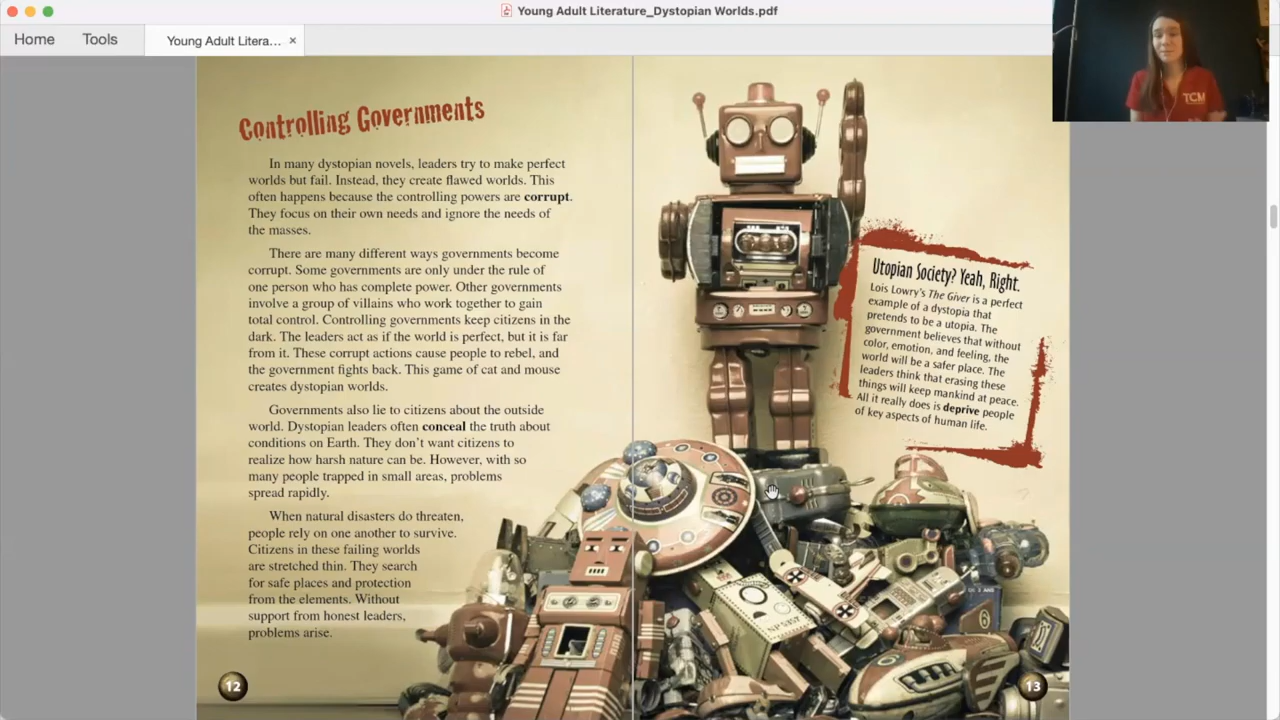 Young Adult Literature_Dystopian Worlds.pdf
Home
Tools
Young Adult Litera... ×
TCM
Controlling Governments
In many dystopian novels, leaders try to make perfect
worlds but fail. Instead, they create flawed worlds. This
often happens because the controlling powers are corrupt.
They focus on their own needs and ignore the needs of
the masses.
There are many different ways governments become
corrupt. Some governments are only under the rule of
one person who has complete power. Other governments
involve a group of villains who work together to gain
total control. Controlling governments keep citizens in the
dark. The leaders act as if the world is perfect, but it is far
from it. These corrupt actions cause people to rebel, and
the government fights back. This game of cat and mouse
creates dystopian worlds.
Governments also lie to citizens about the outside
world. Dystopian leaders often conceal the truth about
conditions on Earth. They don't want citizens to
realize how harsh nature can be. However, with so
many people trapped in small areas, problems
spread rapidly.
When natural disasters do threaten,
people rely on one another to survive.
Citizens in these failing worlds
are stretched thin. They search
for safe places and protection
from the elements. Without
support from honest leaders,
problems arise.
12
Utopian Society? Yeah, Right.
Lois Lowry's The Giver is a perfect
example of a dystopia that
pretends to be a utopia. The
government believes that without
color, emotion, and feeling, the
world will be a safer place. The
leaders think that erasing these
things will keep mankind at peace.
All it really does is deprive people
of key aspects of human life.
13